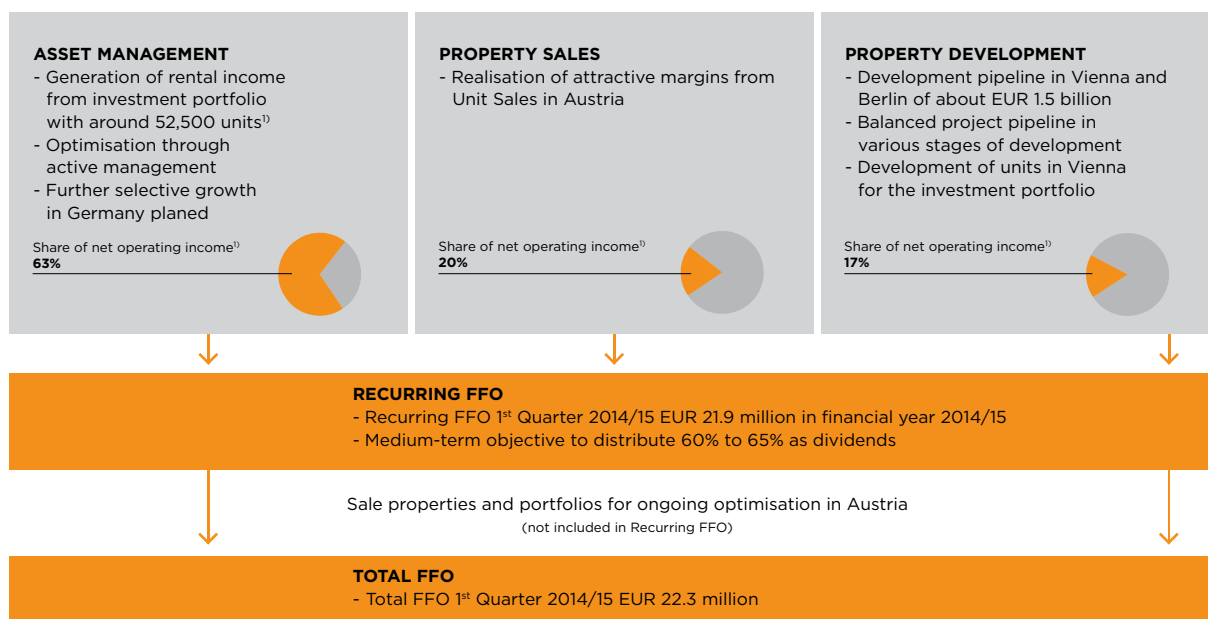 ASSET MANAGEMENT
- Generation of rental income
from investment portfolio
with around 52,500 units1)
- Optimisation through
active management
- Further selective growth
in Germany planed
Share of net operating income1)
63%
PROPERTY SALES
- Realisation of attractive margins from
Unit Sales in Austria
Share of net operating income1)
20%
PROPERTY DEVELOPMENT
- Development pipeline in Vienna and
Berlin of about EUR 1.5 billion
- Balanced project pipeline in
various stages of development
- Development of units in Vienna
for the investment portfolio
Share of net operating income1)
17%
RECURRING FFO
- Recurring FFO 1st Quarter 2014/15 EUR 21.9 million in financial year 2014/15
- Medium-term objective to distribute 60% to 65% as dividends
Sale properties and portfolios for ongoing optimisation in Austria
(not included in Recurring FFO)
TOTAL FFO
- Total FFO 1st Quarter 2014/15 EUR 22.3 million